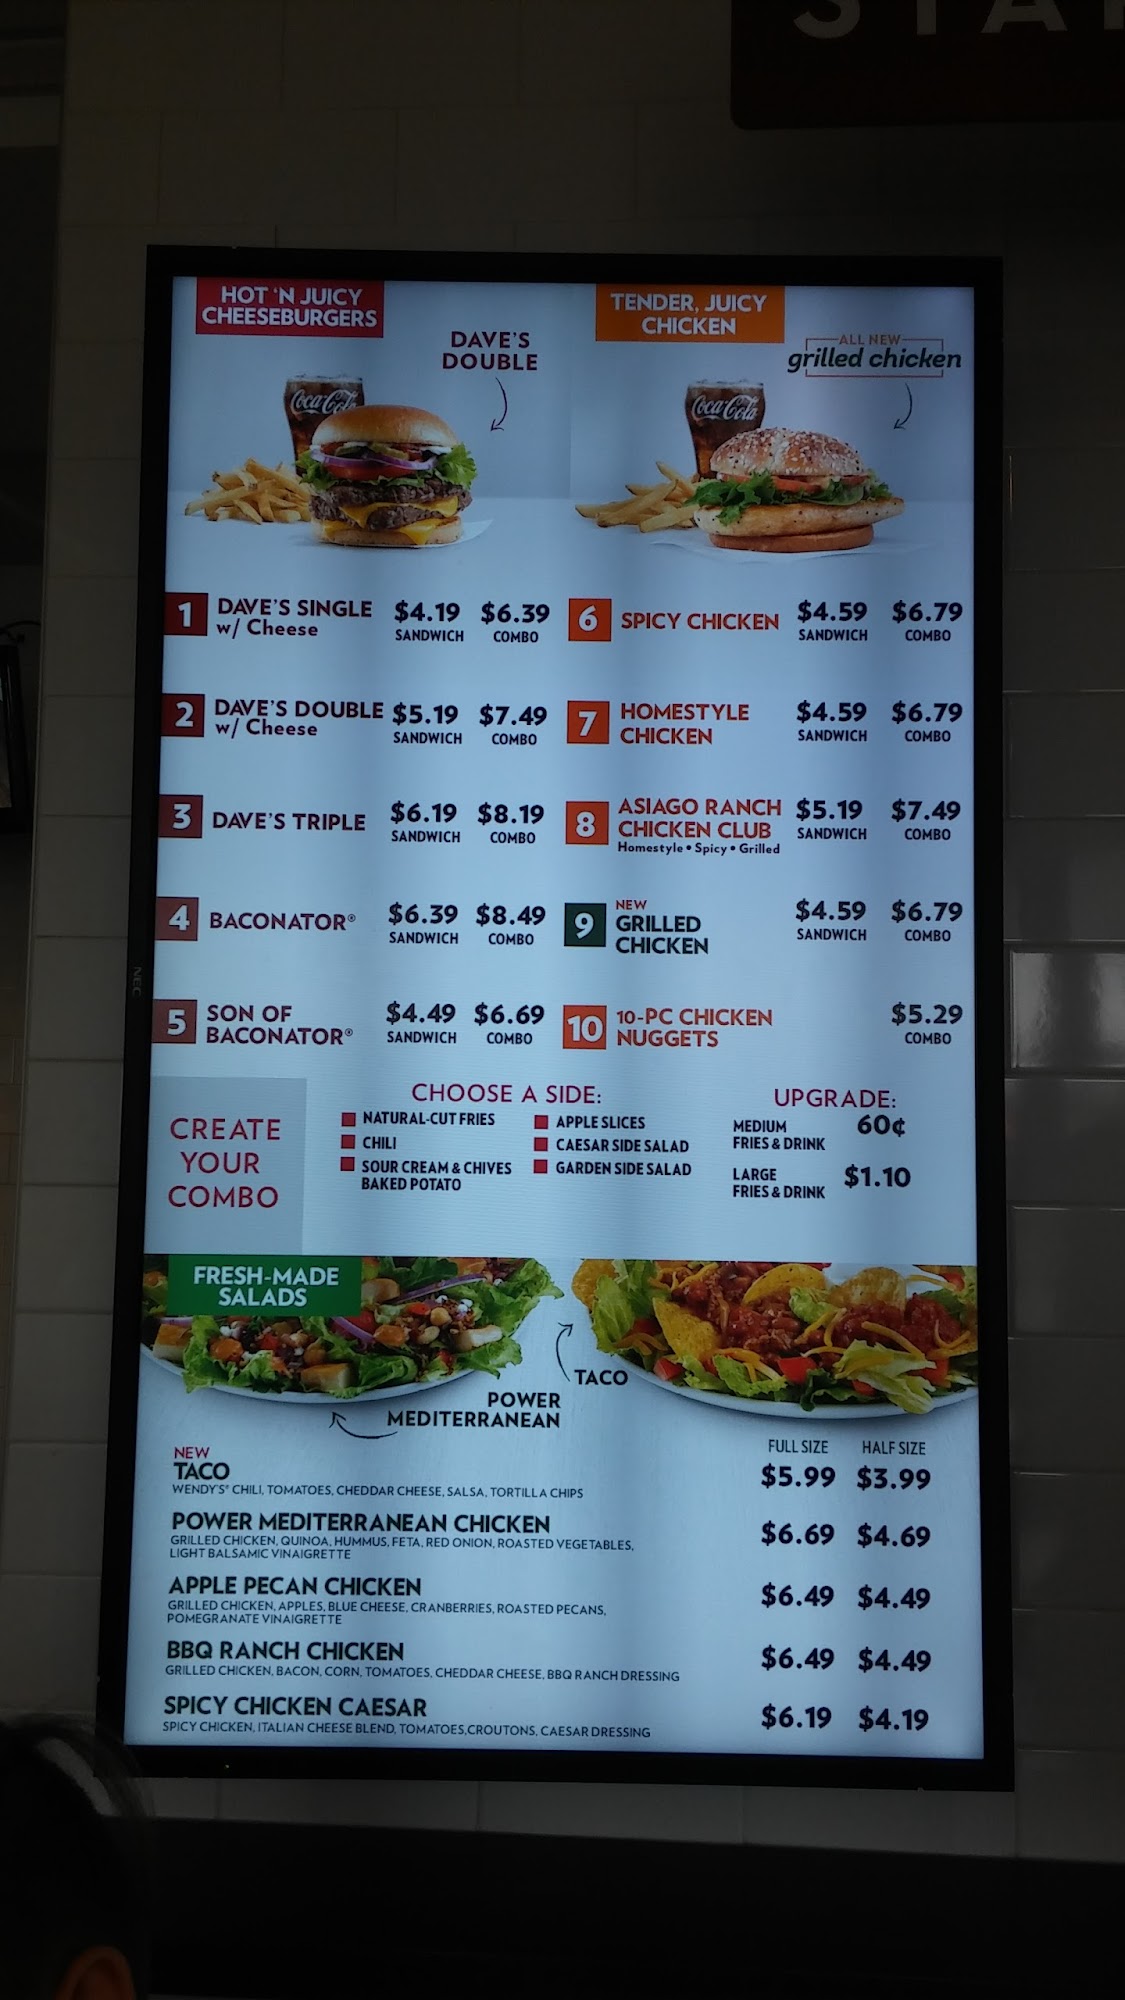 HOT 'N JUICY
CHEESEBURGERS
DAVE'S
DOUBLE
Coca-Cola
TENDER, JUICY
CHICKEN
ALL NEW
grilled chicken
Coca-Cola
1 DAVE'S SINGLE $4.19 $6.39
w/ Cheese SANDWICH COMBO
2 DAVE'S DOUBLE $5.19 $7.49
w/ Cheese SANDWICH COMBO
3 DAVE'S TRIPLE $6.19 $8.19
SANDWICH COMBO
4 BACONATOR® $6.39 $8.49
SANDWICH COMBO
5 SON OF $4.49 $6.69
BACONATOR® SANDWICH COMBO
6 SPICY CHICKEN $4.59 $6.79
SANDWICH COMBO
7 HOMESTYLE $4.59 $6.79
CHICKEN SANDWICH COMBO
8 ASIAGO RANCH $5.19 $7.49
CHICKEN CLUB SANDWICH COMBO
Homestyle • Spicy • Grilled
NEW
9 GRILLED $4.59 $6.79
CHICKEN SANDWICH COMBO
10 10-PC CHICKEN $5.29
NUGGETS COMBO
CREATE
YOUR
COMBO
CHOOSE A SIDE:
NATURAL-CUT FRIES
CHILI
SOUR CREAM & CHIVES
BAKED POTATO
APPLE SLICES
CAESAR SIDE SALAD
GARDEN SIDE SALAD
UPGRADE:
MEDIUM 60¢
FRIES & DRINK
LARGE $1.10
FRIES & DRINK
FRESH-MADE
SALADS
TACO
POWER
MEDITERRANEAN
FULL SIZE HALF SIZE
NEW
TACO $5.99 $3.99
WENDY'S® CHILI, TOMATOES, CHEDDAR CHEESE, SALSA, TORTILLA CHIPS
POWER MEDITERRANEAN CHICKEN $6.69 $4.69
GRILLED CHICKEN, QUINOA, HUMMUS, FETA, RED ONION, ROASTED VEGETABLES,
LIGHT BALSAMIC VINAIGRETTE
APPLE PECAN CHICKEN $6.49 $4.49
GRILLED CHICKEN, APPLES, BLUE CHEESE, CRANBERRIES, ROASTED PECANS,
POMEGRANATE VINAIGRETTE
BBQ RANCH CHICKEN $6.49 $4.49
GRILLED CHICKEN, BACON, CORN, TOMATOES, CHEDDAR CHEESE, BBQ RANCH DRESSING
SPICY CHICKEN CAESAR $6.19 $4.19
SPICY CHICKEN, ITALIAN CHEESE BLEND, TOMATOES,CROUTONS, CAESAR DRESSING
NEC